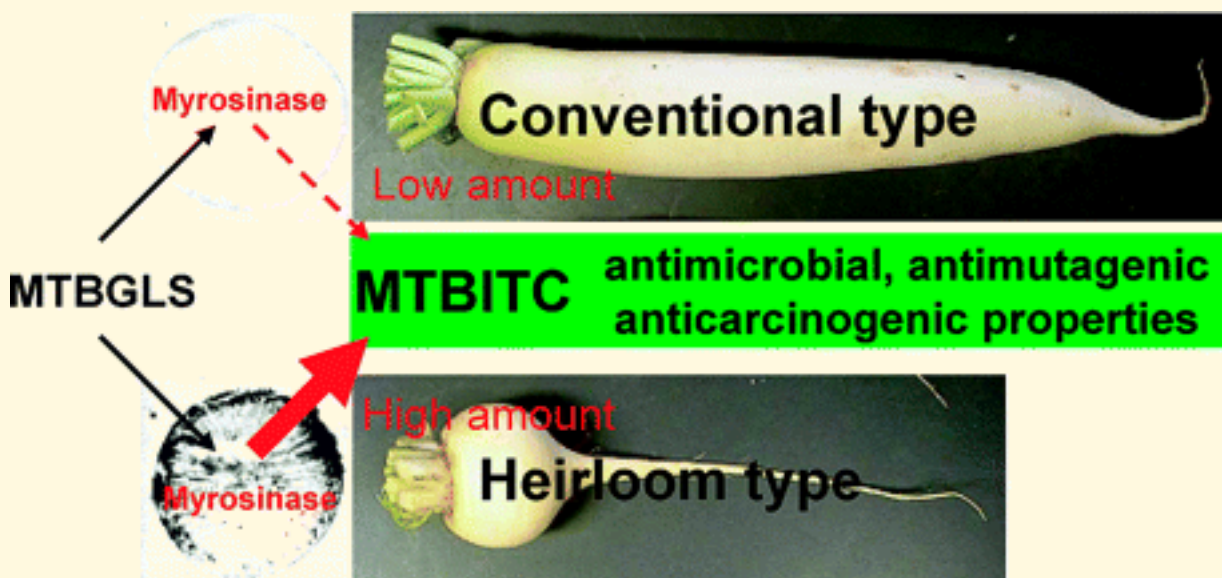 Myrosinase
Conventional type
Low amount
MTBGLS
MTBITC
antimicrobial, antimutagenic
anticarcinogenic properties
High amount
Heirloom type
Myrosinase